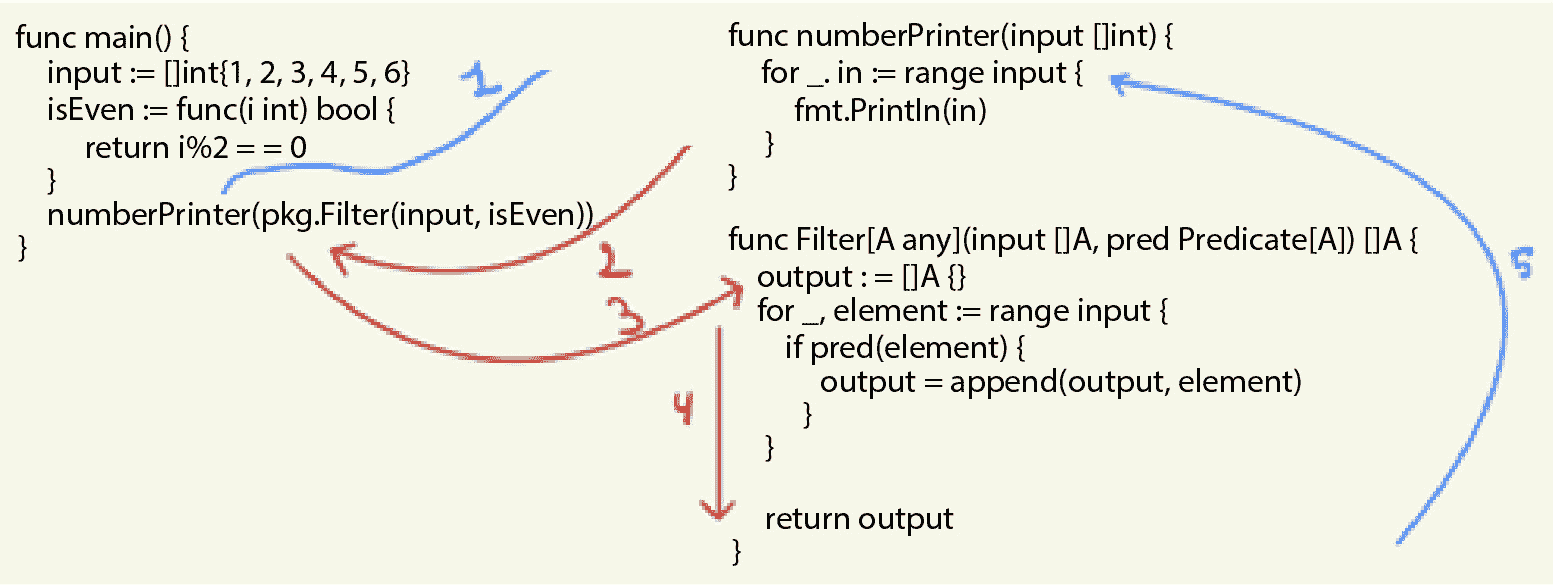 func main() {
input := []int{1, 2, 3, 4, 5, 6}
isEven := func(i int) bool {
return i%2 = = 0
}
numberPrinter(pkg.Filter(input, isEven))
}
1
2
3
func numberPrinter(input []int) {
for _. in := range input {
fmt.Println(in)
}
}
func Filter[A any](input []A, pred Predicate[A]) []A {
output : = []A {}
for _, element := range input {
if pred(element) {
output = append(output, element)
}
}
return output
}
4
5